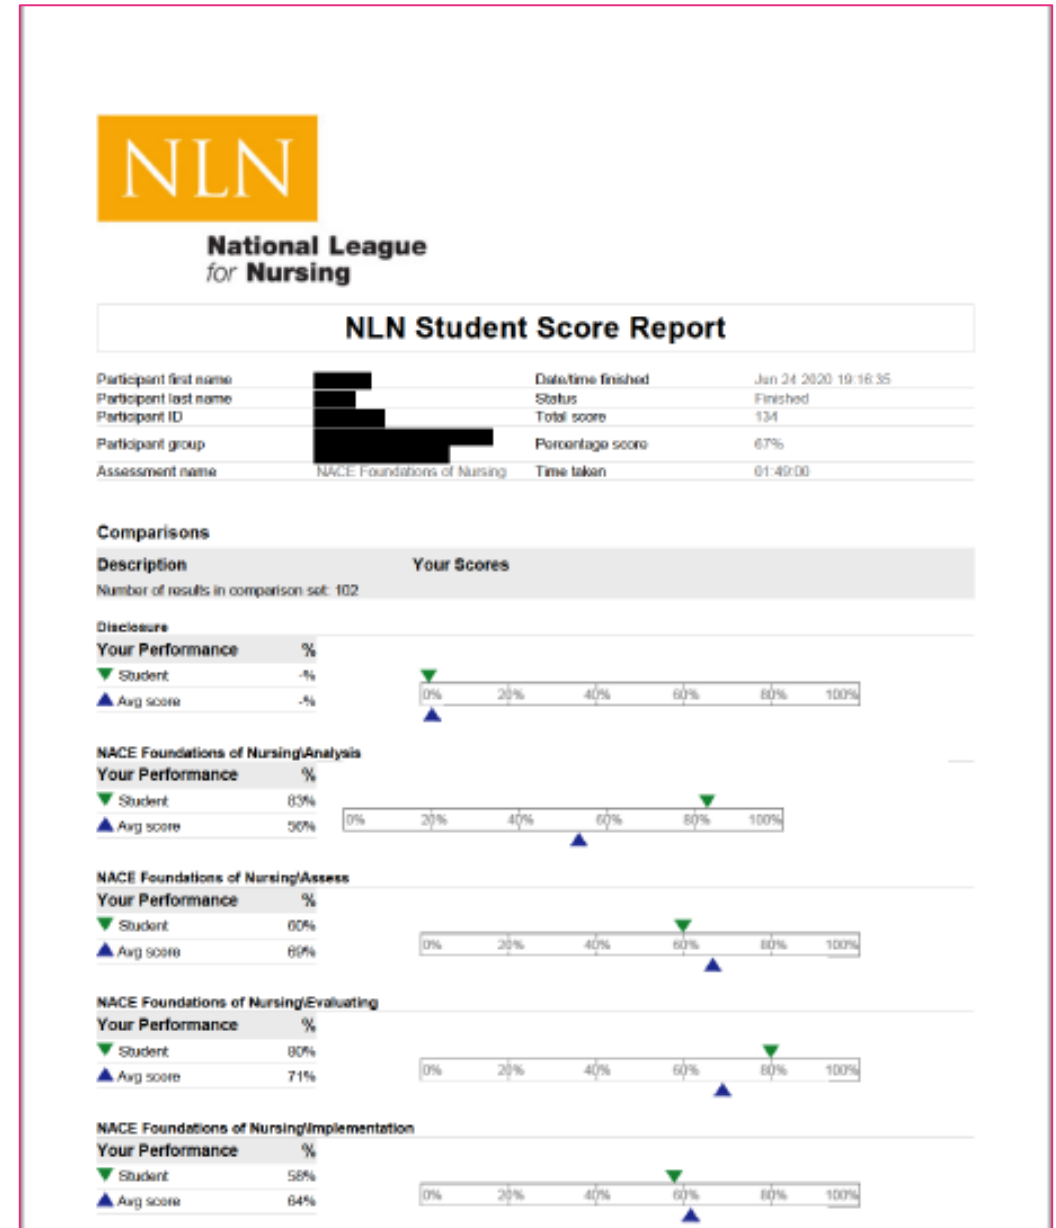 NLN
National League
for Nursing
NLN Student Score Report
Participant first name Date/time finished Jun 24 2020 19:16:35
Participant last name Status Finished
Participant ID Total score 134
Participant group Percentage score 67%
Assessment name NACE Foundations of Nursing Time taken 01:49:00
Comparisons
Description Your Scores
Number of results in comparison set: 102
Disclosure
Your Performance %
Student -%
Avg score -%
0% 20% 40% 60% 80% 100%
NACE Foundations of Nursing\Analysis
Your Performance %
Student 83%
Avg score 56%
0% 20% 40% 60% 80% 100%
NACE Foundations of Nursing\Assess
Your Performance %
Student 60%
Avg score 69%
0% 20% 40% 60% 80% 100%
NACE Foundations of Nursing\Evaluating
Your Performance %
Student 80%
Avg score 71%
0% 20% 40% 60% 80% 100%
NACE Foundations of Nursing\Implementation
Your Performance %
Student 58%
Avg score 64%
0% 20% 40% 60% 80% 100%